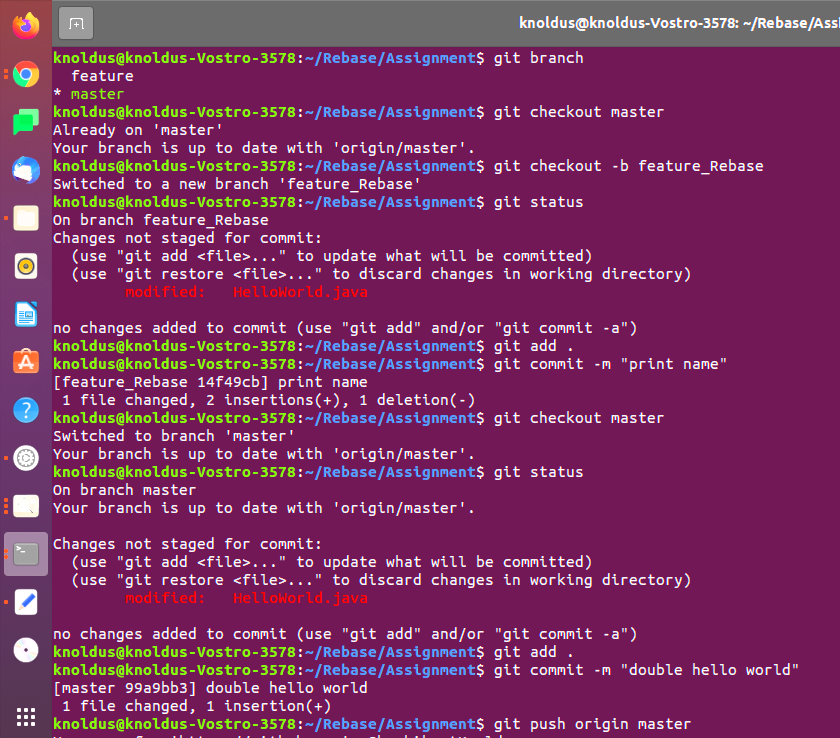 knoldus@knoldus-Vostro-3578: ~/Rebase/Assi
knoldus@knoldus-Vostro-3578:~/Rebase/Assignment$ git branch
  feature
* master
knoldus@knoldus-Vostro-3578:~/Rebase/Assignment$ git checkout master
Already on 'master'
Your branch is up to date with 'origin/master'.
knoldus@knoldus-Vostro-3578:~/Rebase/Assignment$ git checkout -b feature_Rebase
Switched to a new branch 'feature_Rebase'
knoldus@knoldus-Vostro-3578:~/Rebase/Assignment$ git status
On branch feature_Rebase
Changes not staged for commit:
  (use "git add <file>..." to update what will be committed)
  (use "git restore <file>..." to discard changes in working directory)
        modified:   HelloWorld.java

no changes added to commit (use "git add" and/or "git commit -a")
knoldus@knoldus-Vostro-3578:~/Rebase/Assignment$ git add .
knoldus@knoldus-Vostro-3578:~/Rebase/Assignment$ git commit -m "print name"
[feature_Rebase 14f49cb] print name
 1 file changed, 2 insertions(+), 1 deletion(-)
knoldus@knoldus-Vostro-3578:~/Rebase/Assignment$ git checkout master
Switched to branch 'master'
Your branch is up to date with 'origin/master'.
knoldus@knoldus-Vostro-3578:~/Rebase/Assignment$ git status
On branch master
Your branch is up to date with 'origin/master'.

Changes not staged for commit:
  (use "git add <file>..." to update what will be committed)
  (use "git restore <file>..." to discard changes in working directory)
        modified:   HelloWorld.java

no changes added to commit (use "git add" and/or "git commit -a")
knoldus@knoldus-Vostro-3578:~/Rebase/Assignment$ git add .
knoldus@knoldus-Vostro-3578:~/Rebase/Assignment$ git commit -m "double hello world"
[master 99a9bb3] double hello world
 1 file changed, 1 insertion(+)
knoldus@knoldus-Vostro-3578:~/Rebase/Assignment$ git push origin master